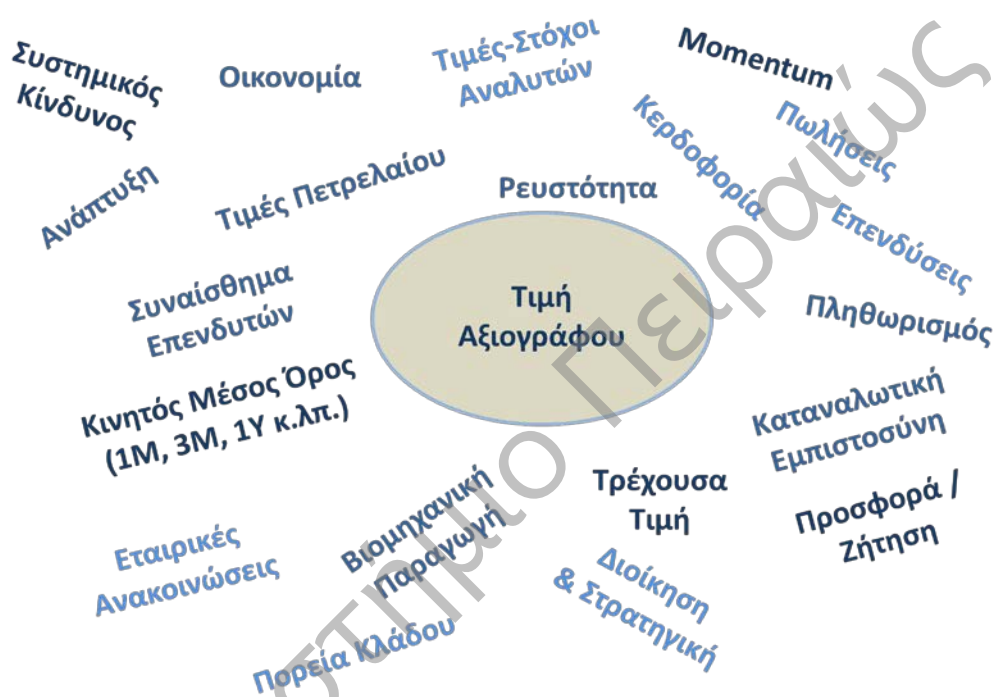 Συστημικός
Κίνδυνος
Οικονομία
Τιμές-Στόχοι
Αναλυτών
Momentum
Πωλήσεις
Κερδοφορία
Ανάπτυξη
Τιμές Πετρελαίου
Ρευστότητα
Επενδύσεις
Συναίσθημα
Επενδυτών
Τιμή
Αξιογράφου
Πληθωρισμός
Κινητός Μέσος Όρος
(1M, 3M, 1Y κ.λπ.)
Καταναλωτική
Εμπιστοσύνη
Τρέχουσα
Τιμή
Προσφορά /
Ζήτηση
Βιομηχανική
Παραγωγή
Εταιρικές
Ανακοινώσεις
Διοίκηση
& Στρατηγική
Πορεία Κλάδου
στήμιο Πειραιώς